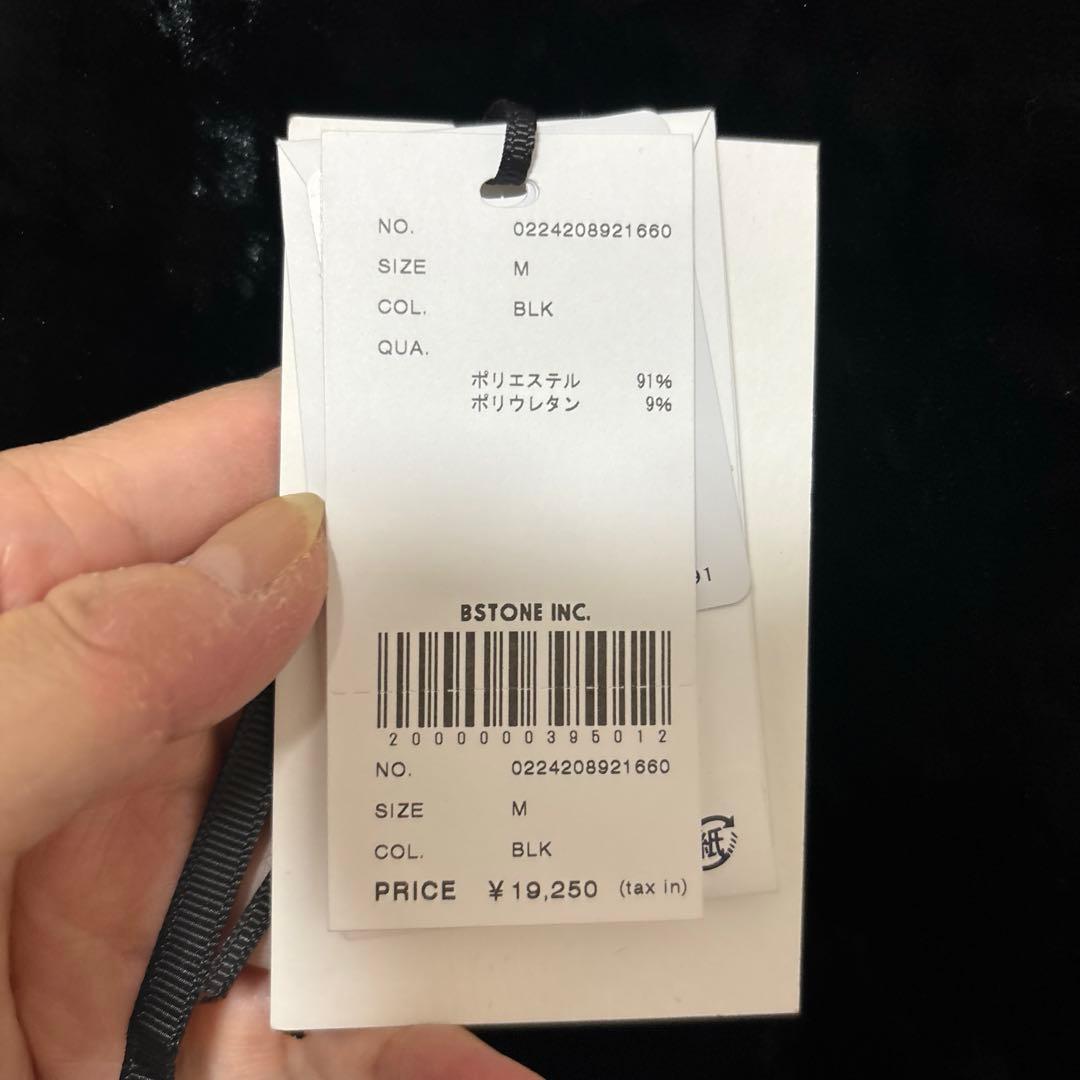 NO. 0224208921660
SIZE M
COL. BLK
QUA.
ポリエステル 91%
ポリウレタン 9%
91
BSTONE INC.
2000000395012
NO. 0224208921660
SIZE M
COL. BLK
紙
PRICE ¥19,250 (tax in)